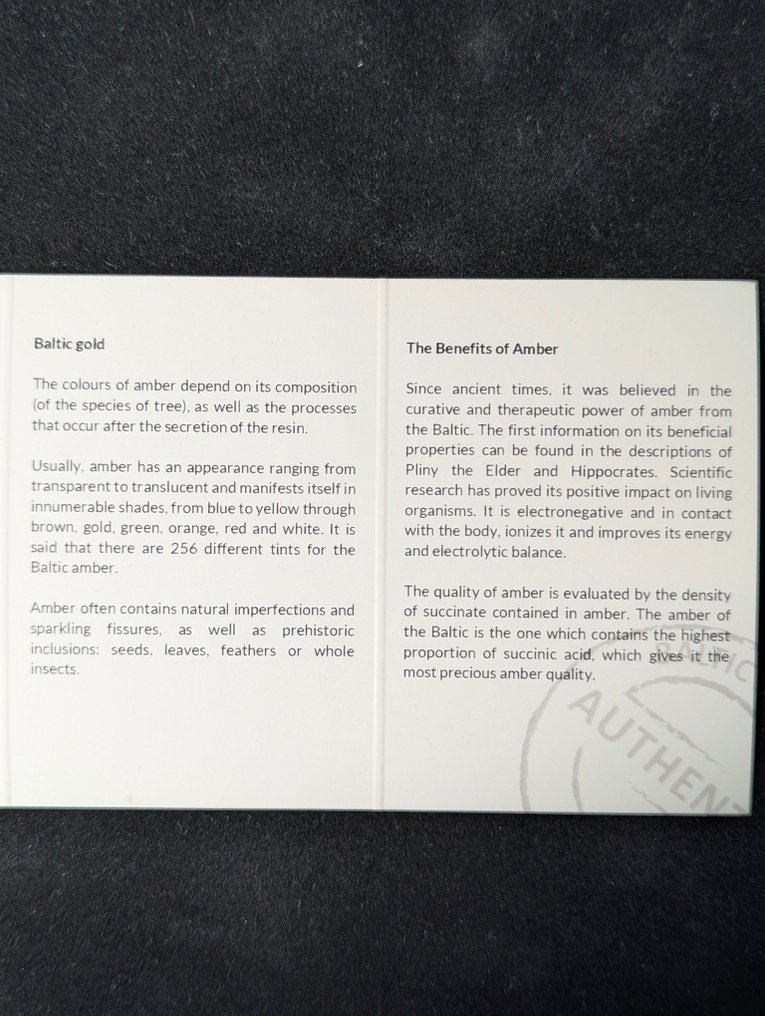 Baltic gold
The colours of amber depend on its composition
(of the species of tree), as well as the processes
that occur after the secretion of the resin.
Usually, amber has an appearance ranging from
transparent to translucent and manifests itself in
innumerable shades, from blue to yellow through
brown, gold, green, orange, red and white. It is
said that there are 256 different tints for the
Baltic amber.
Amber often contains natural imperfections and
sparkling fissures, as well as prehistoric
inclusions: seeds, leaves, feathers or whole
insects.
The Benefits of Amber
Since ancient times, it was believed in the
curative and therapeutic power of amber from
the Baltic. The first information on its beneficial
properties can be found in the descriptions of
Pliny the Elder and Hippocrates. Scientific
research has proved its positive impact on living
organisms. It is electronegative and in contact
with the body, ionizes it and improves its energy
and electrolytic balance.
The quality of amber is evaluated by the density
of succinate contained in amber. The amber of
the Baltic is the one which contains the highest
proportion of succinic acid, which gives it the
most precious amber quality.
BALTIC
AUTHENT